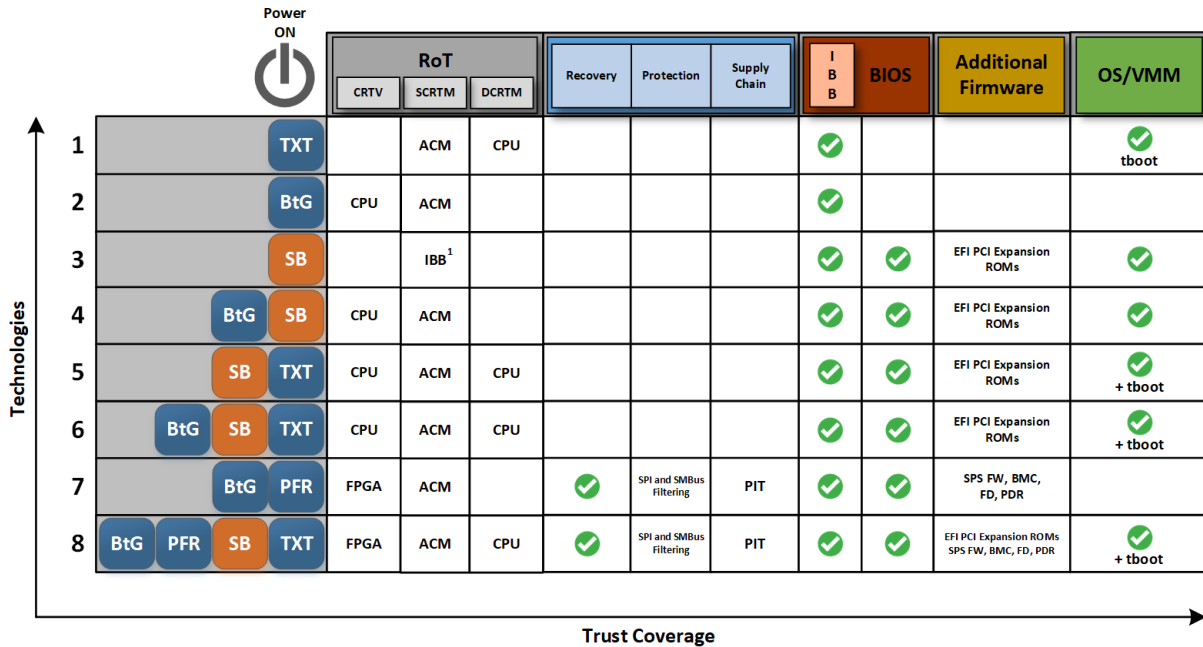 Power
ON
RoT
CRTV SCRTM DCRTM
Recovery Protection Supply
Chain
I
B
B
BIOS
Additional
Firmware
OS/VMM
Technologies
1 TXT ACM CPU tboot
2 BtG CPU ACM
3 SB IBB1 EFI PCI Expansion
ROMs
4 BtG SB CPU ACM EFI PCI Expansion
ROMs
5 SB TXT CPU ACM CPU EFI PCI Expansion
ROMs
+ tboot
6 BtG SB TXT CPU ACM CPU EFI PCI Expansion
ROMs
+ tboot
7 BtG PFR FPGA ACM SPI and SMBus
Filtering
PIT SPS FW, BMC,
FD, PDR
8 BtG PFR SB TXT FPGA ACM CPU SPI and SMBus
Filtering
PIT EFI PCI Expansion ROMs
SPS FW, BMC, FD, PDR
+ tboot
Trust Coverage